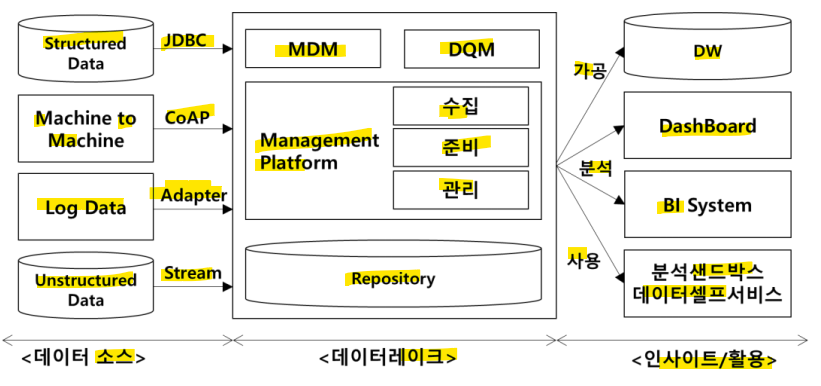 Structured
Data
JDBC
Machine to
Machine
CoAP
Log Data
Adapter
Unstructured
Data
Stream
<데이터 소스>
MDM
DQM
Management
Platform
수집
준비
관리
Repository
<데이터레이크>
가공
분석
사용
DW
DashBoard
BI System
분석샌드박스
데이터셀프서비스
<인사이트/활용>